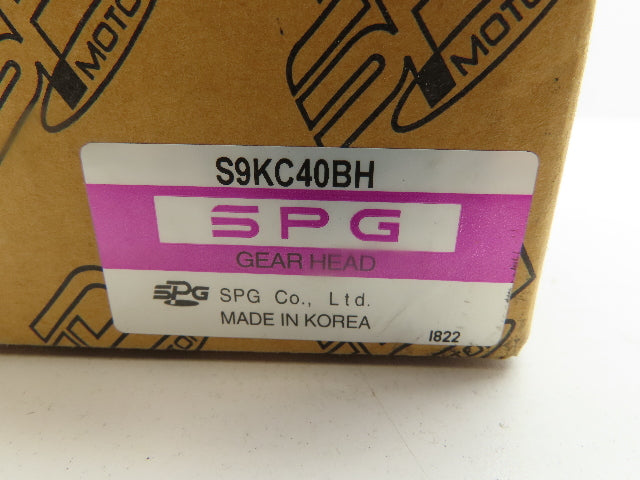 MOTO
MOTO
S9KC40BH
SPG
GEAR HEAD
SPG SPG Co., Ltd.
MADE IN KOREA
I822